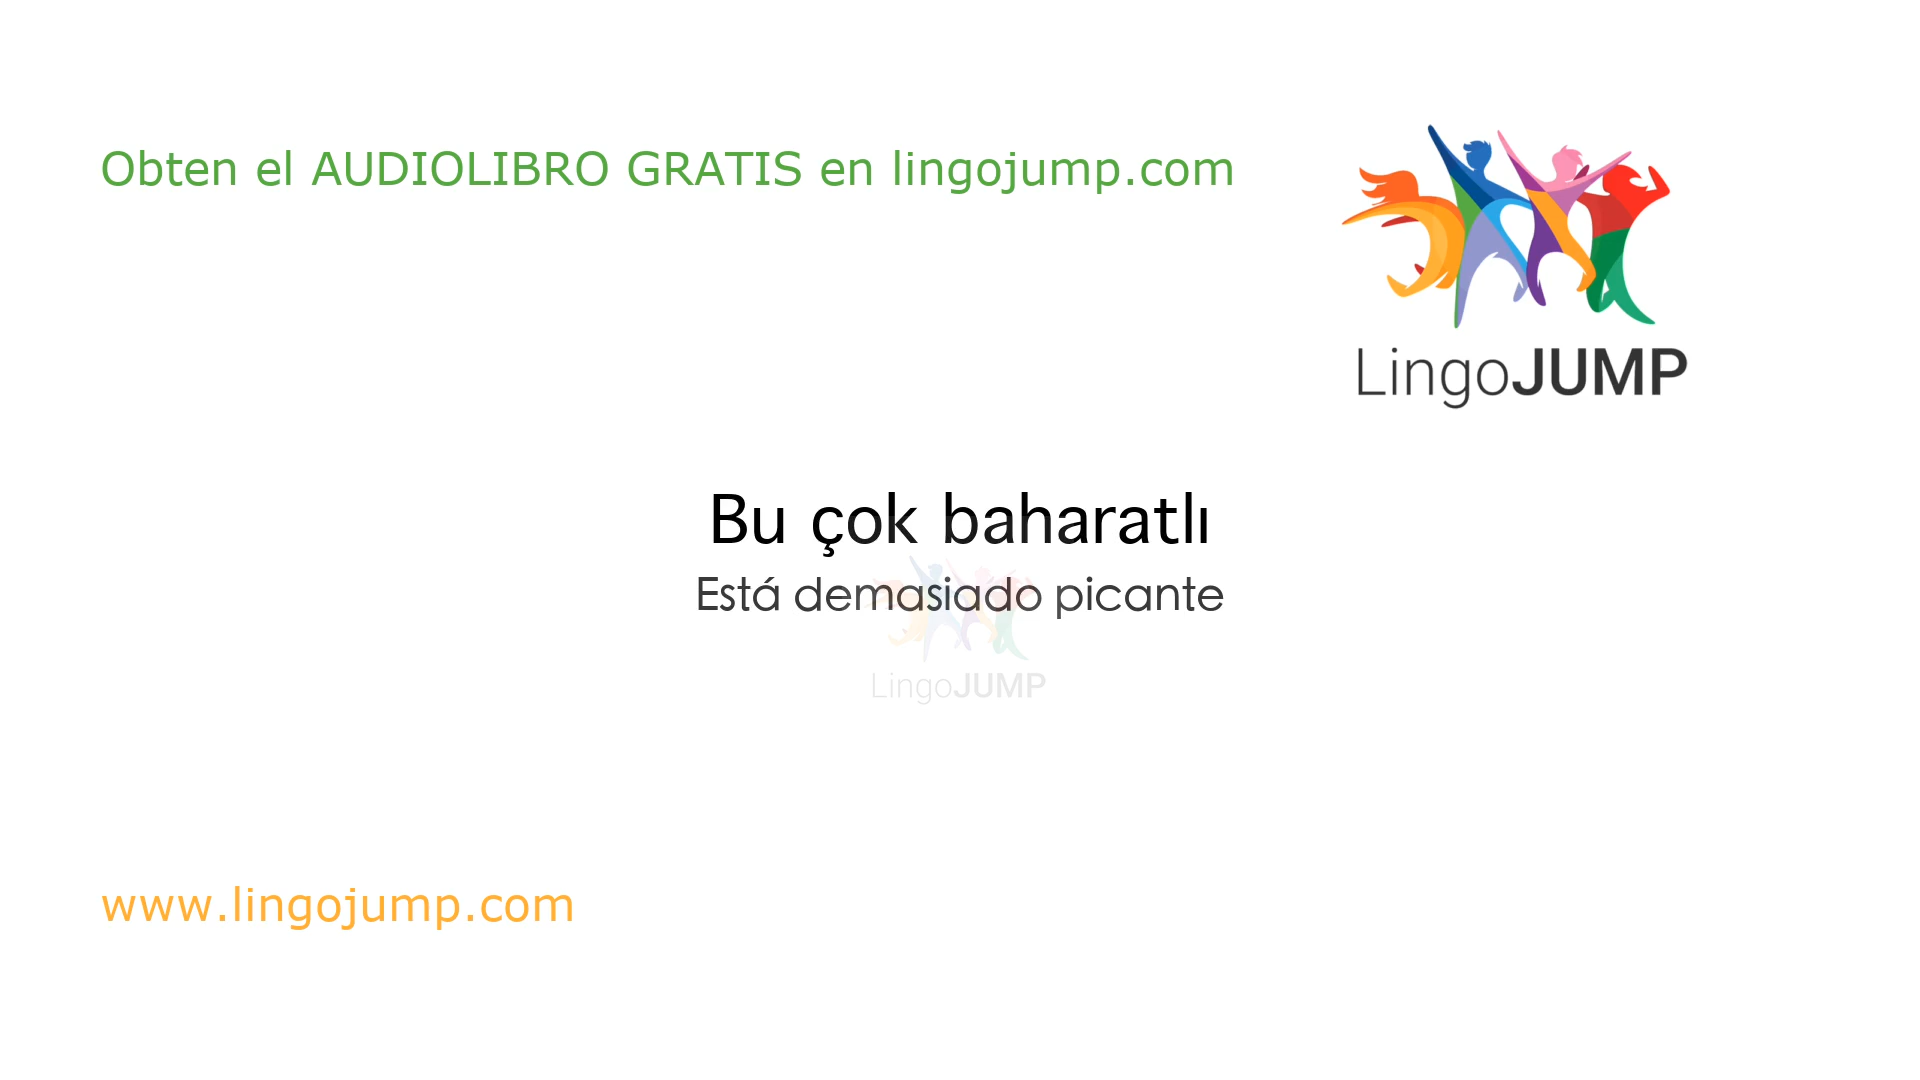 Obten el AUDIOLIBRO GRATIS en lingojump.com
LingoJUMP
Bu çok baharatlı
Está demasiado picante
LingoJUMP
www.lingojump.com